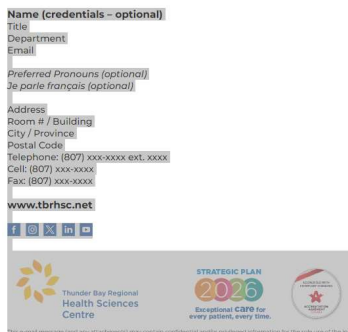 Name (credentials – optional)
Title
Department
Email
Preferred Pronouns (optional)
Je parle français (optional)
Address
Room # / Building
City / Province
Postal Code
Telephone: (807) xxx-xxxx ext. xxxx
Cell: (807) xxx-xxxx
Fax: (807) xxx-xxxx
www.tbrhsc.net
Thunder Bay Regional
Health Sciences
Centre
STRATEGIC PLAN
2026
Exceptional care for
every patient, every time.